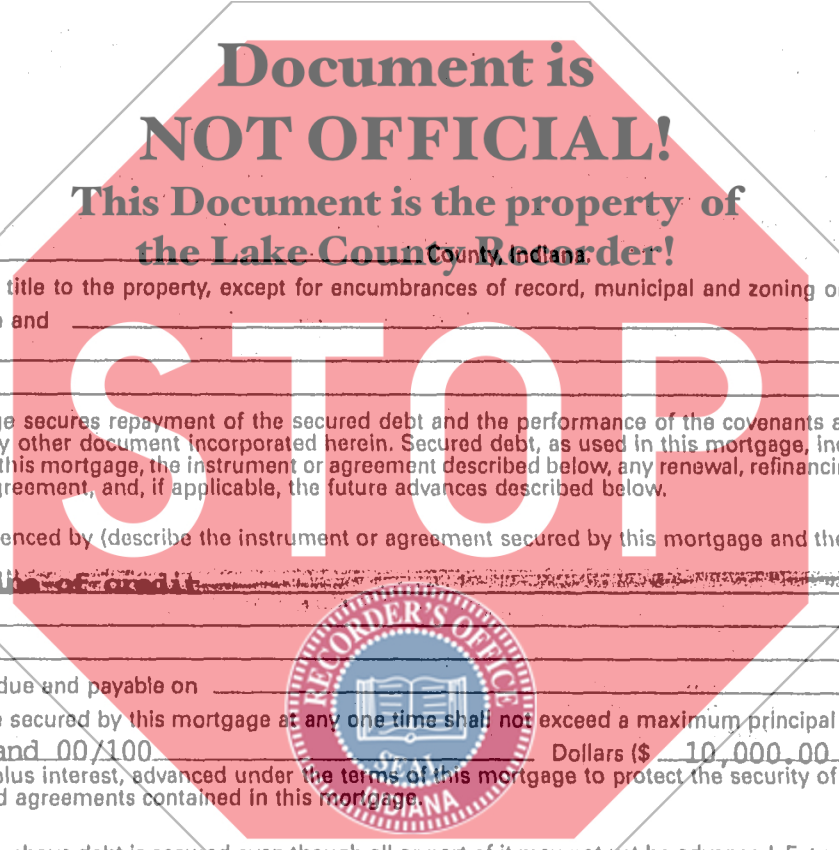 Document is
NOT OFFICIAL!
This Document is the property of
the Lake County Recorder!
County, Indiana.
title to the property, except for encumbrances of record, municipal and zoning
and
STOP
secures repayment of the secured debt and the performance of the covenants
other document incorporated herein. Secured debt, as used in this mortgage,
this mortgage, the instrument or agreement described below, any renewal,
and, if applicable, the future advances described below.
by (describe the instrument or agreement secured by this mortgage and
of credit
RECORDER'S OFFICE
SEAL
INDIANA
due and payable on
secured by this mortgage at any one time shall not exceed a maximum principal
and 00/100 Dollars ($ 10,000.00
plus interest, advanced under the terms of this mortgage to protect the security of
agreements contained in this mortgage.